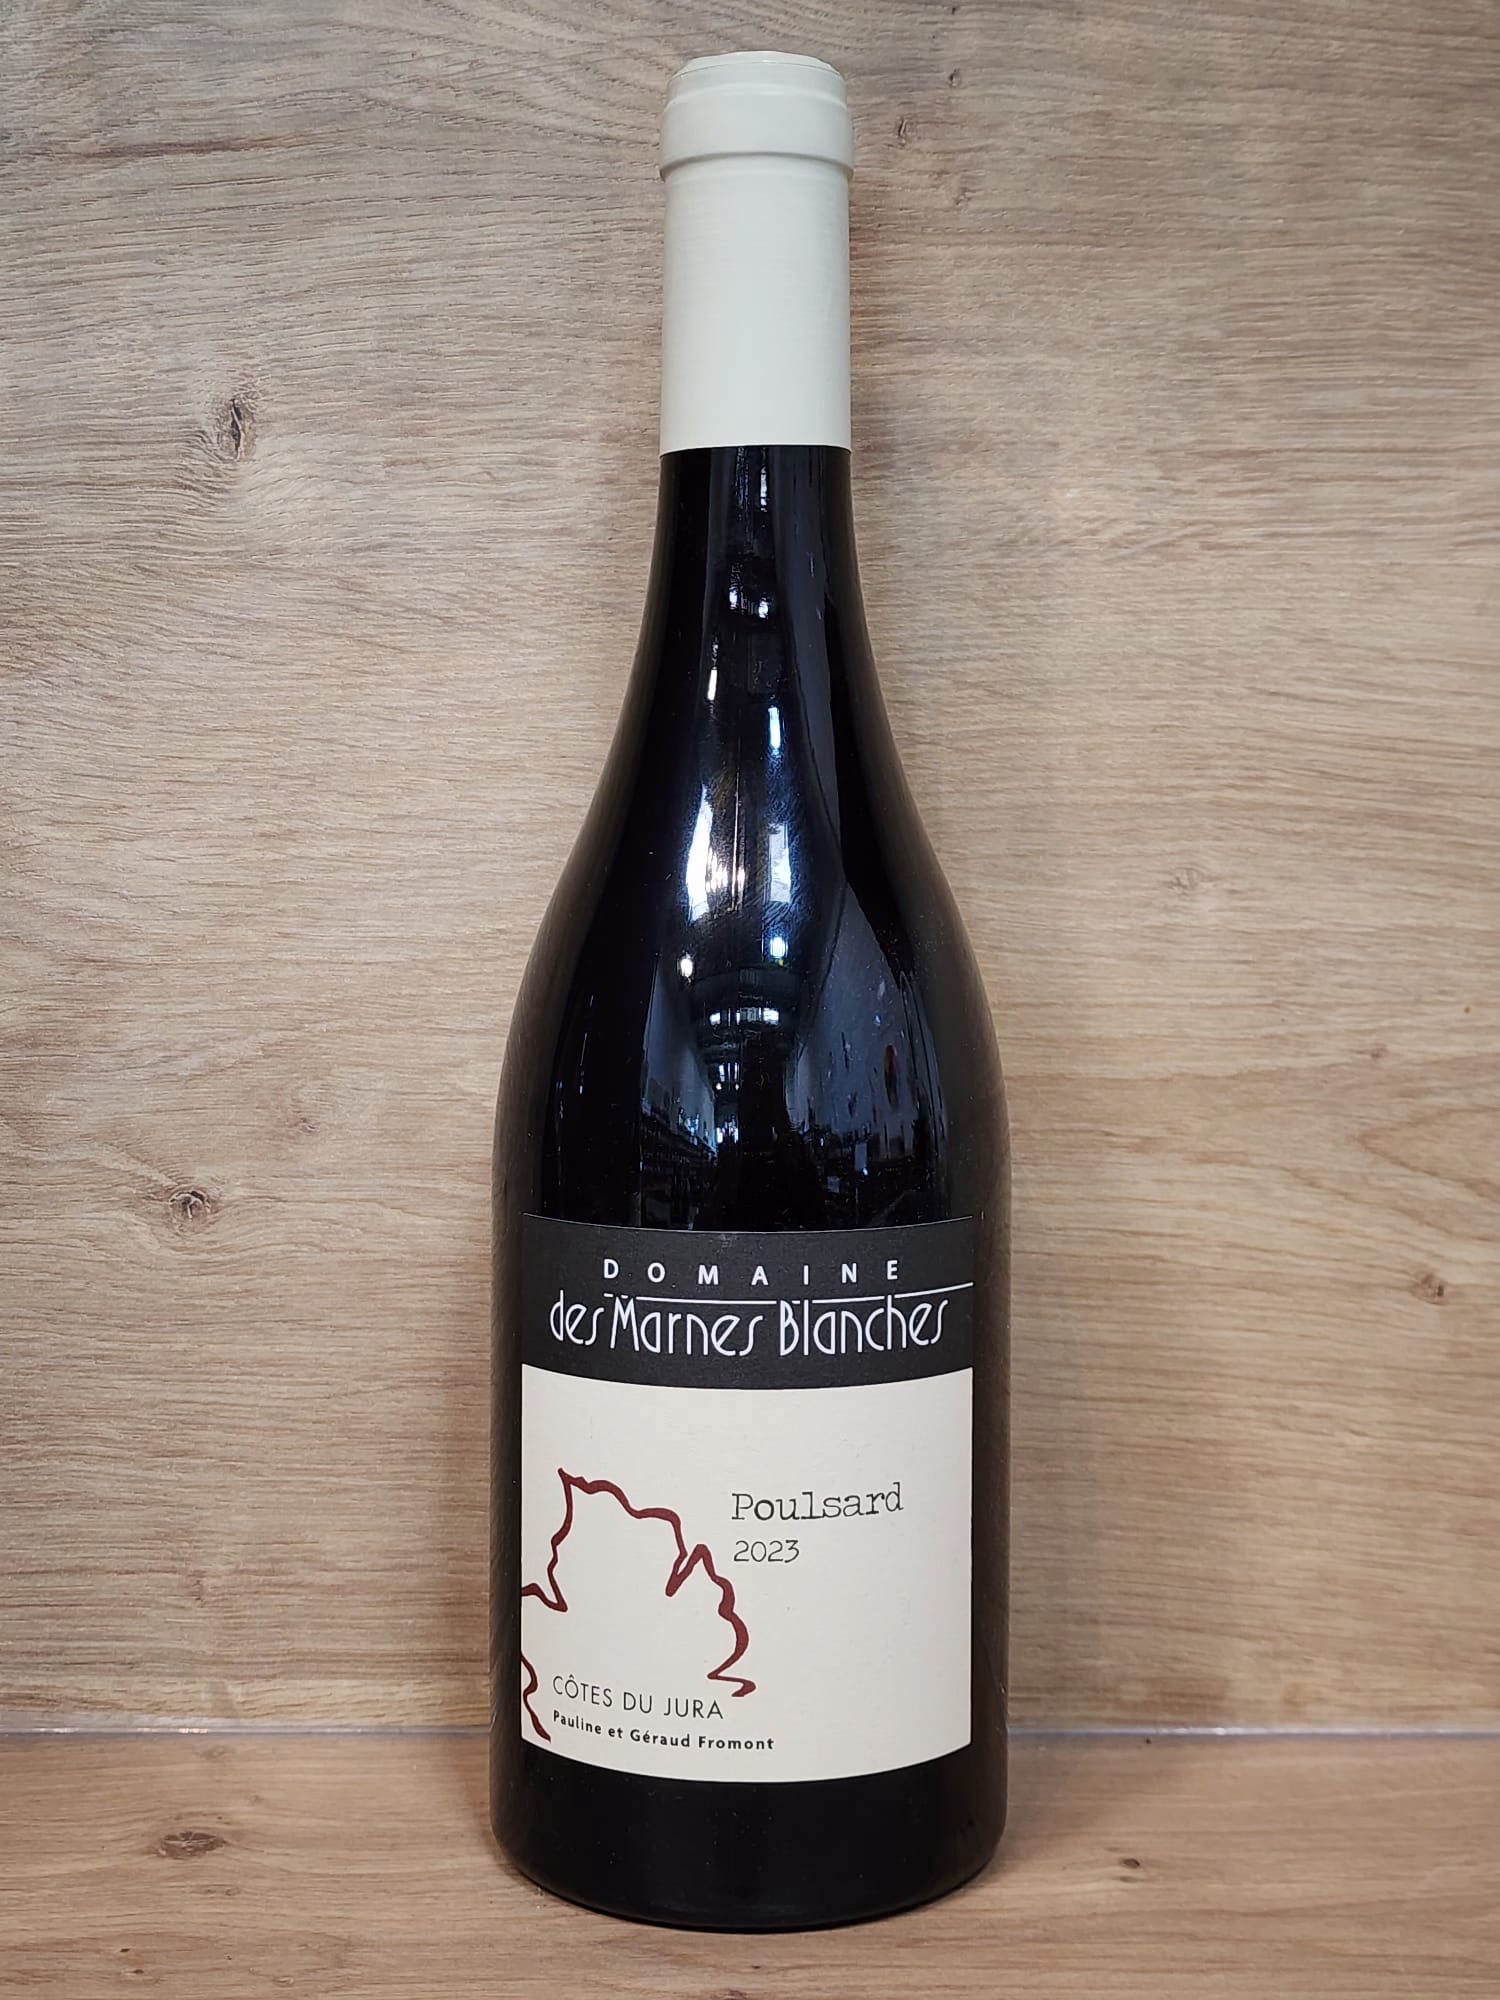 DOMAINE
des Marnes Blanches
Poulsard
2023
CÔTES DU JURA
Pauline et Géraud Fromont